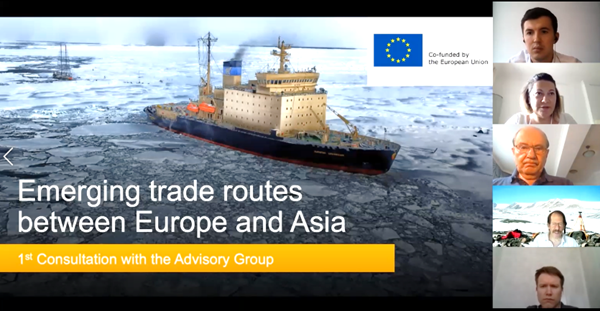 Co-funded by
the European Union
Emerging trade routes
between Europe and Asia
1st Consultation with the Advisory Group